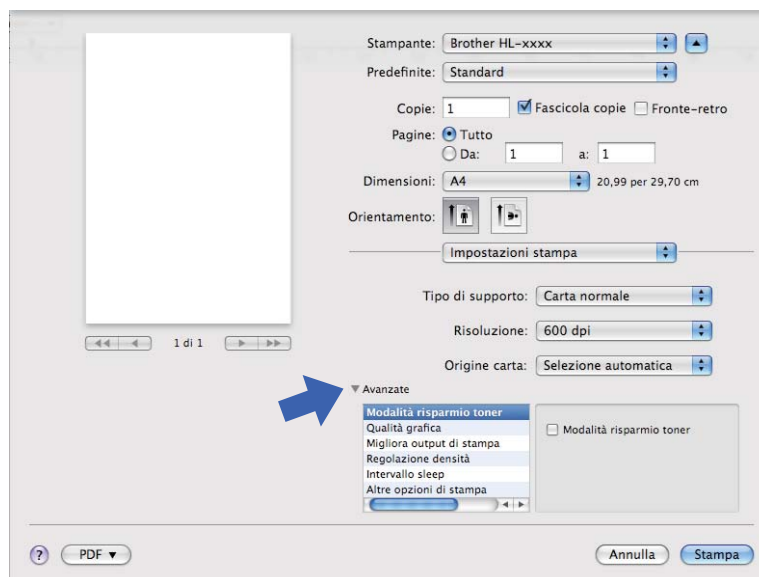 Stampante: Brother HL-xxxx
Predefinite: Standard
Copie: 1 Fascicola copie Fronte-retro
Pagine: Tutto
Da: 1 a: 1
Dimensioni: A4 20,99 per 29,70 cm
Orientamento:
Impostazioni stampa
Tipo di supporto: Carta normale
Risoluzione: 600 dpi
1 di 1
Origine carta: Selezione automatica
Avanzate
Modalità risparmio toner
Qualità grafica
Modalità risparmio toner
Migliora output di stampa
Regolazione densità
Intervallo sleep
Altre opzioni di stampa
? PDF Annulla Stampa